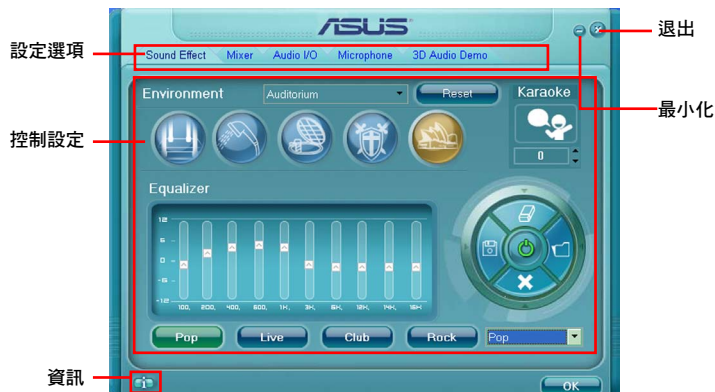 ASUS
退出
設定選項
Sound Effect Mixer Audio I/O Microphone 3D Audio Demo
最小化
Environment Auditorium Reset Karaoke
控制設定
0
Equalizer
12
6
0
-6
-12
100, 200, 400, 600, 1K, 3K, 6K, 12K, 14K, 16K
Pop Live Club Rock Pop
資訊
i
OK